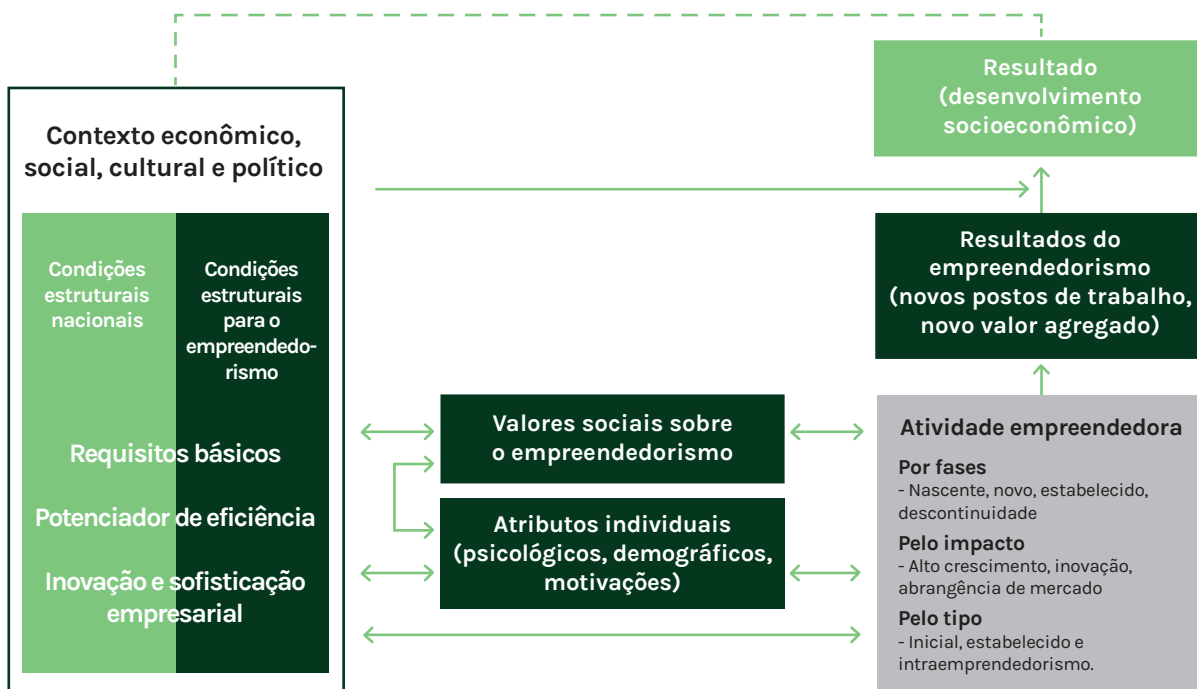 Contexto econômico,
social, cultural e político
Condições
estruturais
nacionais
Condições
estruturais
para o
empreendedo-
rismo
Requisitos básicos
Potenciador de eficiência
Inovação e sofisticação
empresarial
Valores sociais sobre
o empreendedorismo
Atributos individuais
(psicológicos, demográficos,
motivações)
Resultado
(desenvolvimento
socioeconômico)
Resultados do
empreendedorismo
(novos postos de trabalho,
novo valor agregado)
Atividade empreendedora
Por fases
- Nascente, novo, estabelecido,
descontinuidade
Pelo impacto
- Alto crescimento, inovação,
abrangência de mercado
Pelo tipo
- Inicial, estabelecido e
intraempreendedorismo.